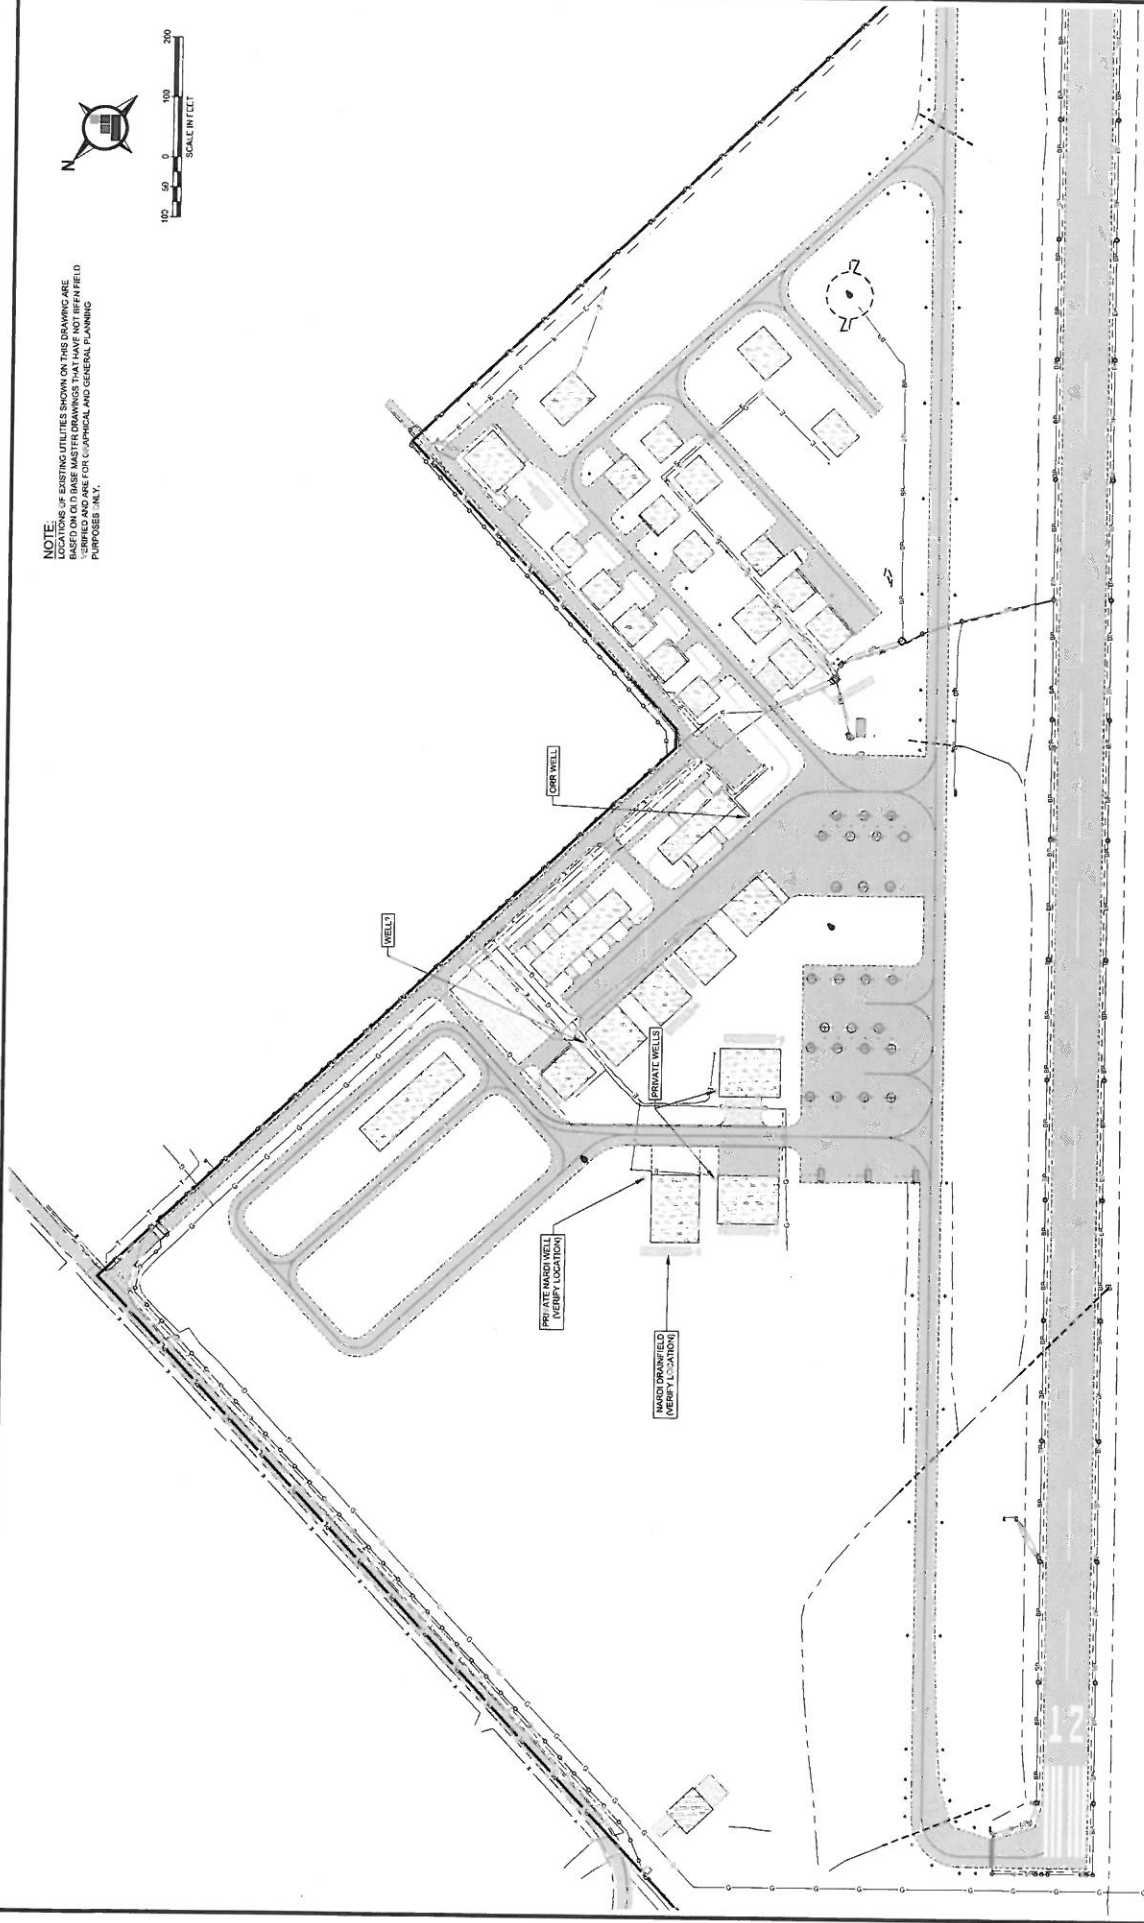 NOTE:
LOCATIONS OF EXISTING UTILITIES SHOWN ON THIS DRAWING ARE
BASED ON OLD BASE MASTER DRAWINGS THAT HAVE NOT BEEN FIELD
VERIFIED AND ARE FOR GRAPHICAL AND GENERAL PLANNING
PURPOSES ONLY.
N
100 50 0 100 200
SCALE IN FEET
ORR WELL
WELL?
PRIVATE WELLS
PRIVATE NARDI WELL
(VERIFY LOCATION)
NARDI DRAINFIELD
(VERIFY LOCATION)
12